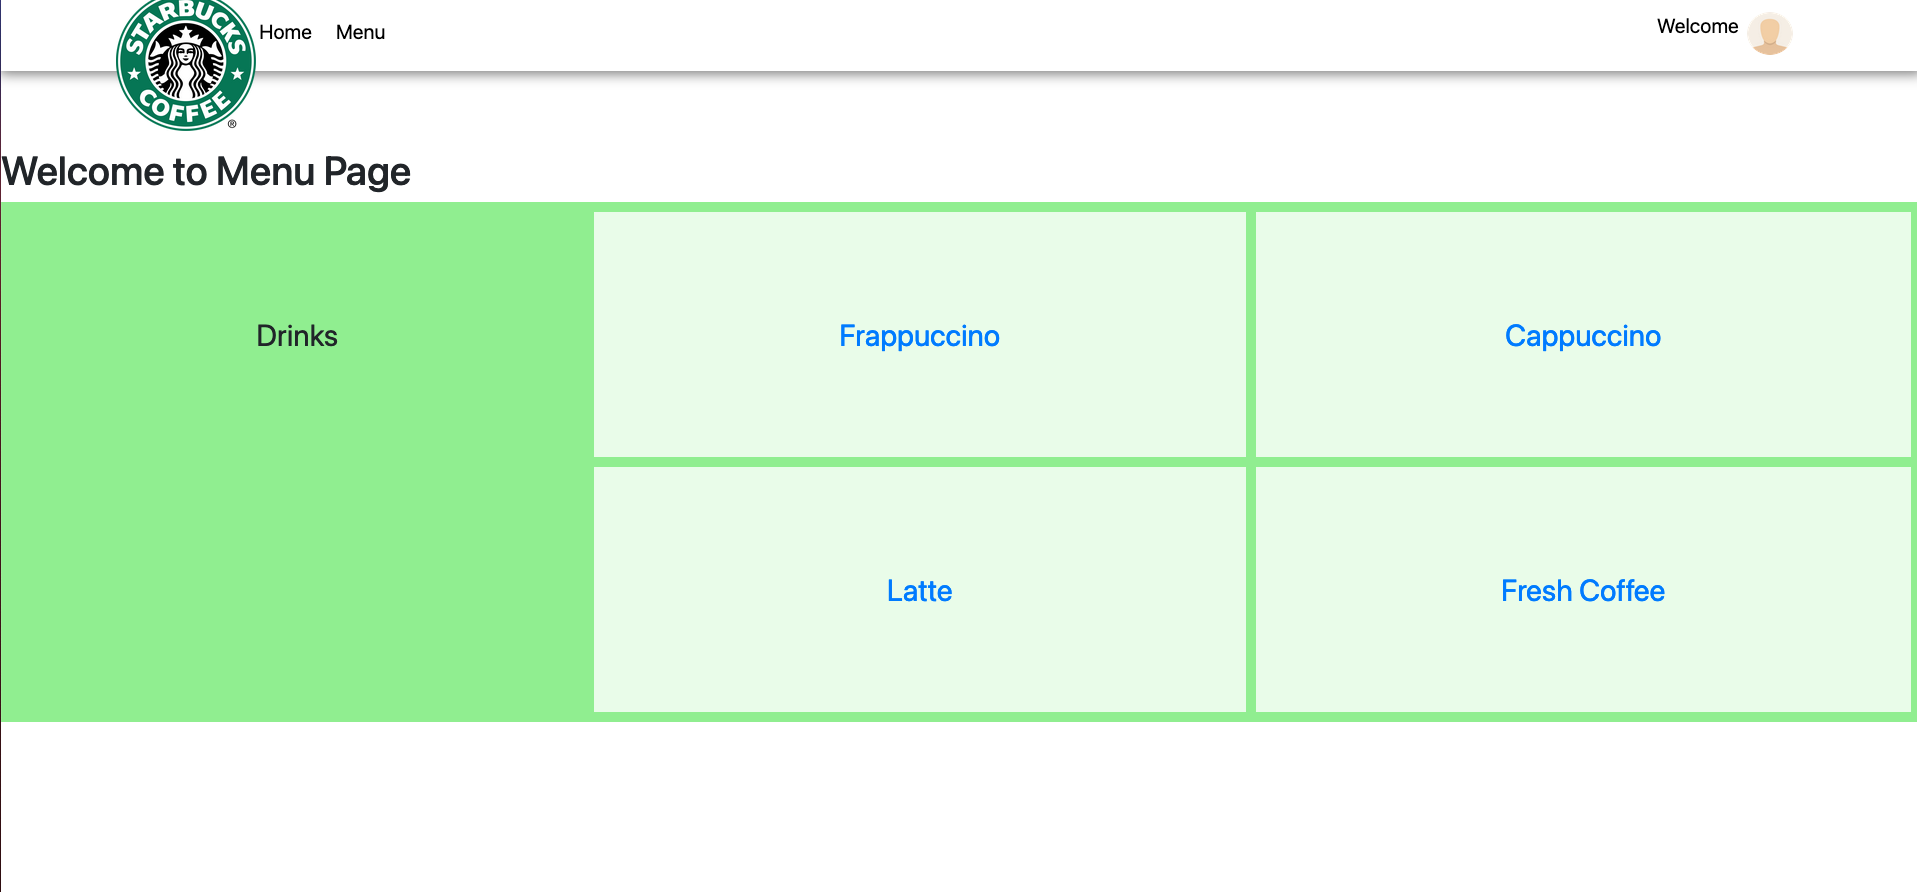 STARBUCKS
COFFEE
®
Home Menu
Welcome
Welcome to Menu Page
Drinks
Frappuccino
Cappuccino
Latte
Fresh Coffee